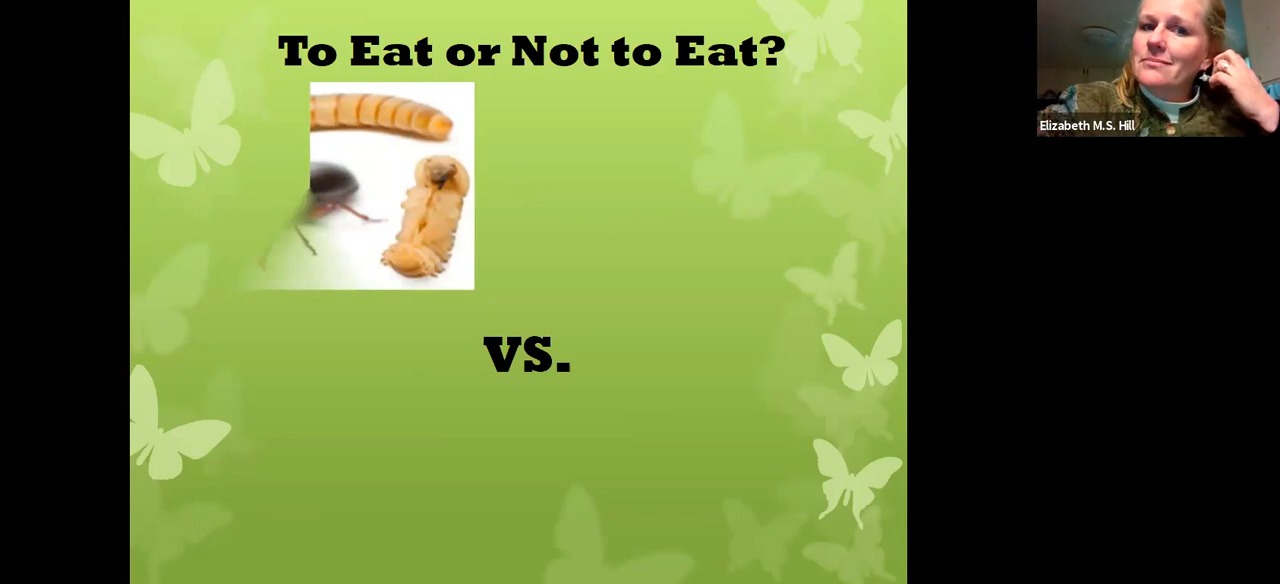 To Eat or Not to Eat?
vs.
Elizabeth M.S. Hill